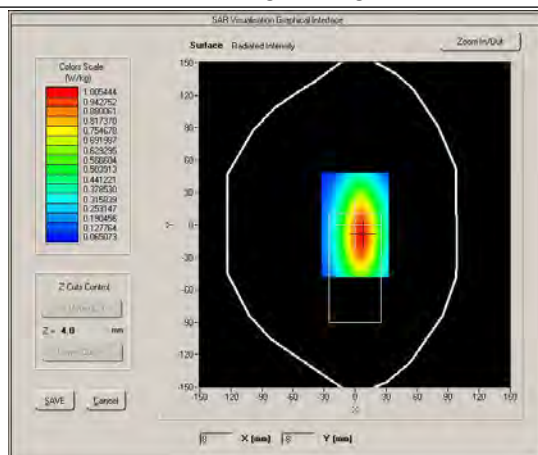 SAR Visualisation Graphical Interface
Surface Radiated Intensity
Zoom In/Out
Colors Scale
(W/kg)
1.005444
0.942752
0.880061
0.817370
0.754678
0.691987
0.629295
0.566604
0.503913
0.441221
0.378530
0.315839
0.253147
0.190456
0.127764
0.065073
150
120
90
60
30
0
-30
-60
-90
-120
-150
Y
-150 -120 -90 -60 -30 0 30 60 90 120 150
X
Z Cuts Control
Z = 4.0 mm
SAVE
Cancel
X (mm)
-8 Y (mm)